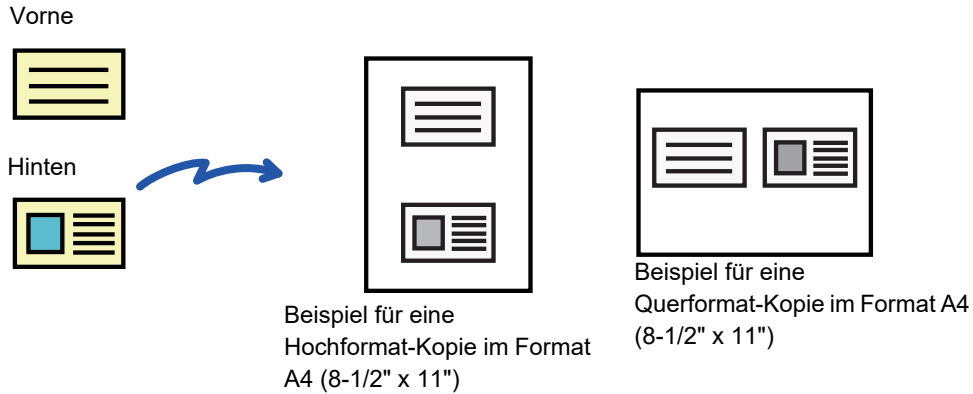 Vorne
Hinten
Beispiel für eine
Hochformat-Kopie im Format
A4 (8-1/2" x 11")
Beispiel für eine
Querformat-Kopie im Format A4
(8-1/2" x 11")